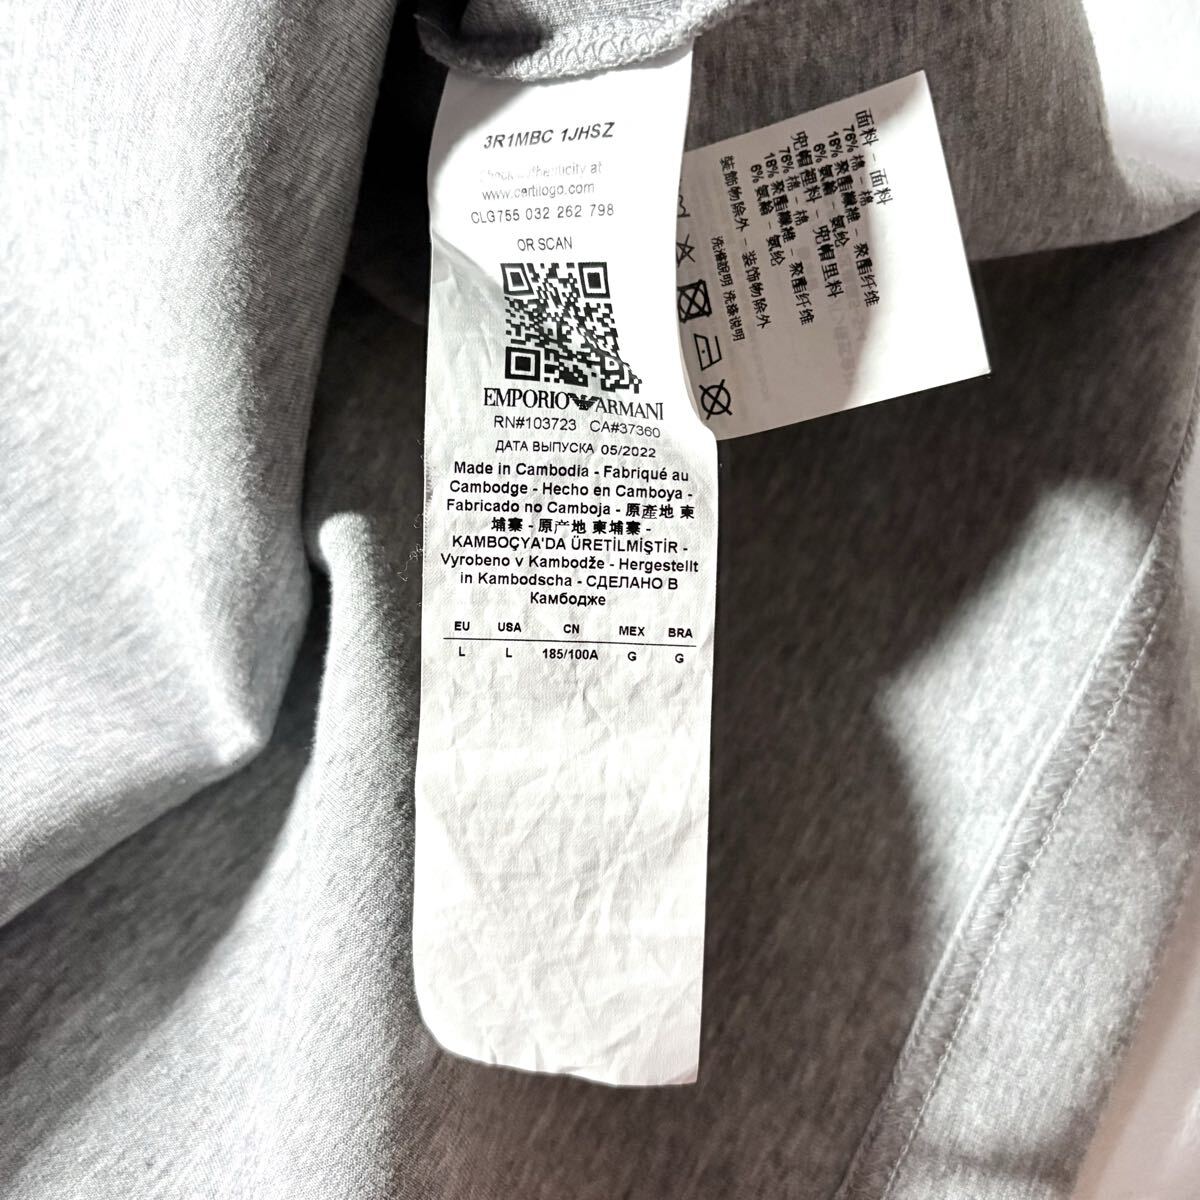 3R1MBC 1JHSZ
Check authenticity at
www.certilogo.com
CLG755 032 262 798
OR SCAN
EMPORIO ARMANI
RN#103723 CA#37360
ДАТА ВЫПУСКА 05/2022
Made in Cambodia - Fabriqué au
Cambodge - Hecho en Camboya -
Fabricado no Camboja - 原產地 柬
埔寨 - 原产地 柬埔寨 -
KAMBOÇYA'DA ÜRETİLMİŞTİR -
Vyrobeno v Kambodže - Hergestellt
in Kambodscha - СДЕЛАНО В
Камбодже
EU USA CN MEX BRA
L L 185/100A G G
面料 - 面料
76% 棉 - 棉
18% 聚酯纖維 - 聚酯纤维
6% 氨綸 - 氨纶
兜帽裡料 - 兜帽里料
76% 棉 - 棉
18% 聚酯纖維 - 聚酯纤维
6% 氨綸 - 氨纶
裝飾物除外 - 装饰物除外
洗滌說明 洗涤说明